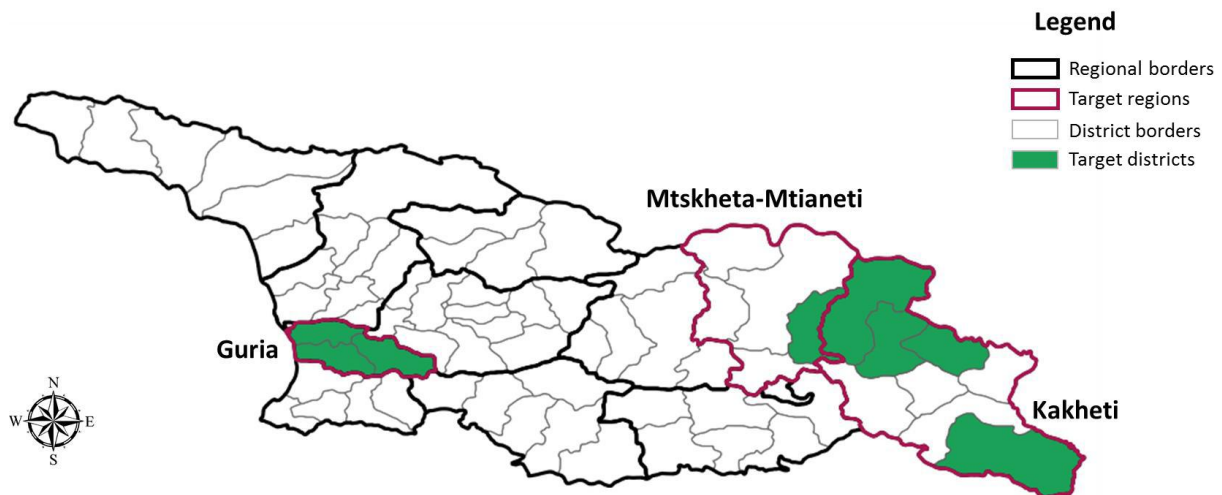 Legend
Regional borders
Target regions
District borders
Target districts
Mtskheta-Mtianeti
Guria
Kakheti
N
W E
S